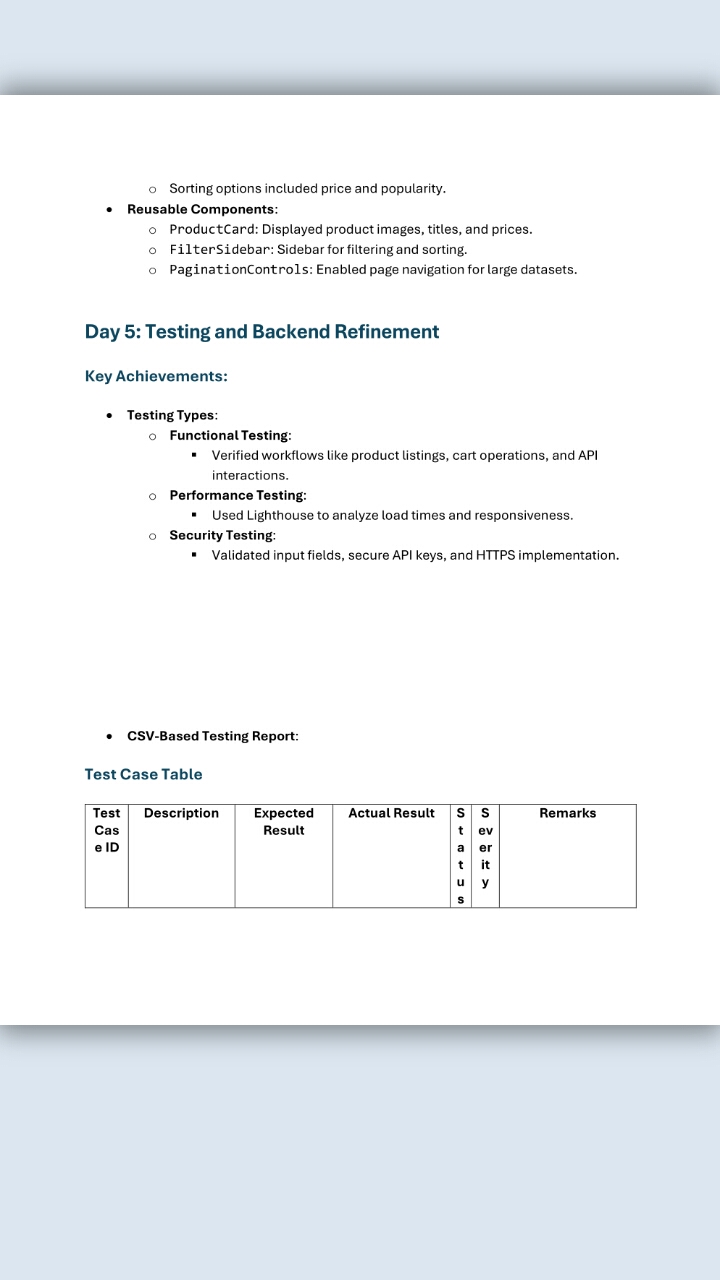 o Sorting options included price and popularity.
• Reusable Components:
o ProductCard: Displayed product images, titles, and prices.
o FilterSidebar: Sidebar for filtering and sorting.
o PaginationControls: Enabled page navigation for large datasets.
Day 5: Testing and Backend Refinement
Key Achievements:
• Testing Types:
o Functional Testing:
▪ Verified workflows like product listings, cart operations, and API
interactions.
o Performance Testing:
▪ Used Lighthouse to analyze load times and responsiveness.
o Security Testing:
▪ Validated input fields, secure API keys, and HTTPS implementation.
• CSV-Based Testing Report:
Test Case Table
Test
Cas
e ID
Description
Expected
Result
Actual Result
S
t
a
t
u
s
S
ev
er
it
y
Remarks